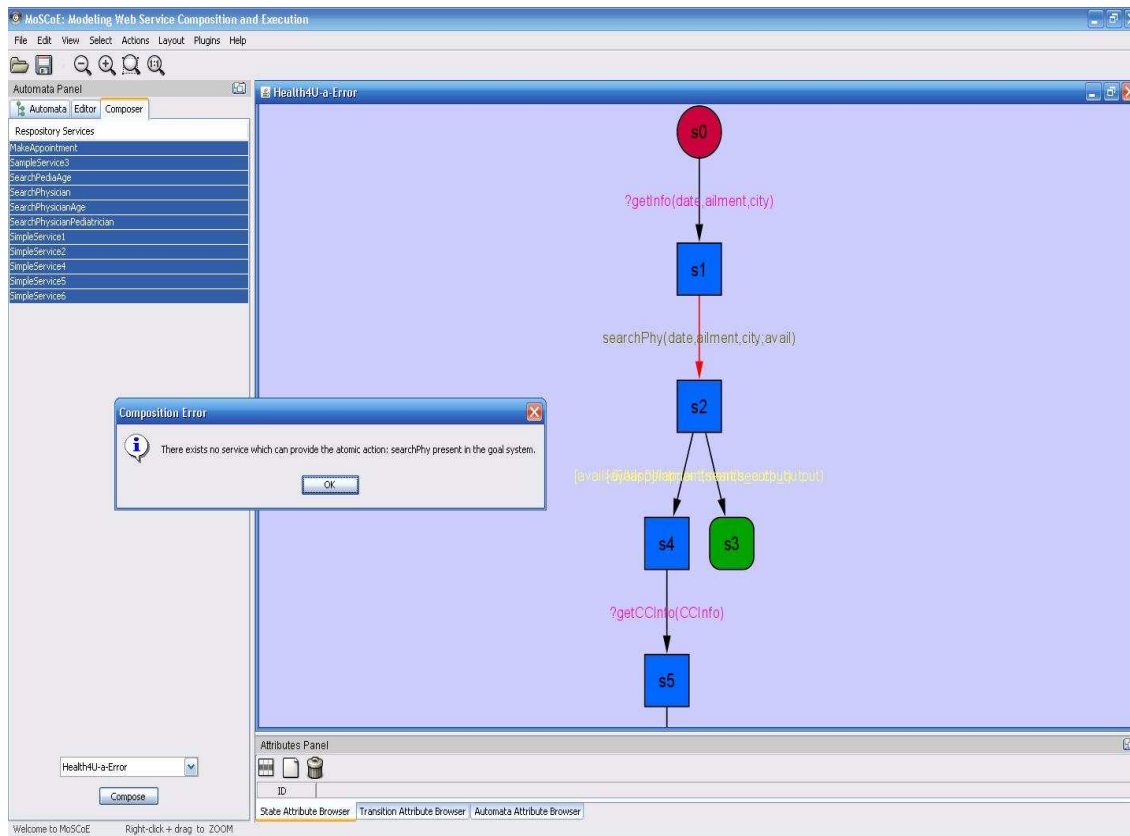 MoSCoE: Modeling Web Service Composition and Execution
File Edit View Select Actions Layout Plugins Help
Automata Panel
Automata Editor Composer
Respository Services
MakeAppointment
SampleService3
SearchPediaAge
SearchPhysician
SearchPhysicianAge
SearchPhysicianPediatrician
SimpleService1
SimpleService2
SimpleService4
SimpleService5
SimpleService6
Health4U-a-Error
s0
?getInfo(date,ailment,city)
s1
searchPhy(date,ailment,city;avail)
s2
s4 s3
?getCCInfo(CCInfo)
s5
Composition Error
There exists no service which can provide the atomic action: searchPhy present in the goal system.
OK
Health4U-a-Error
Compose
Attributes Panel
ID
State Attribute Browser Transition Attribute Browser Automata Attribute Browser
Welcome to MoSCoE Right-click + drag to ZOOM